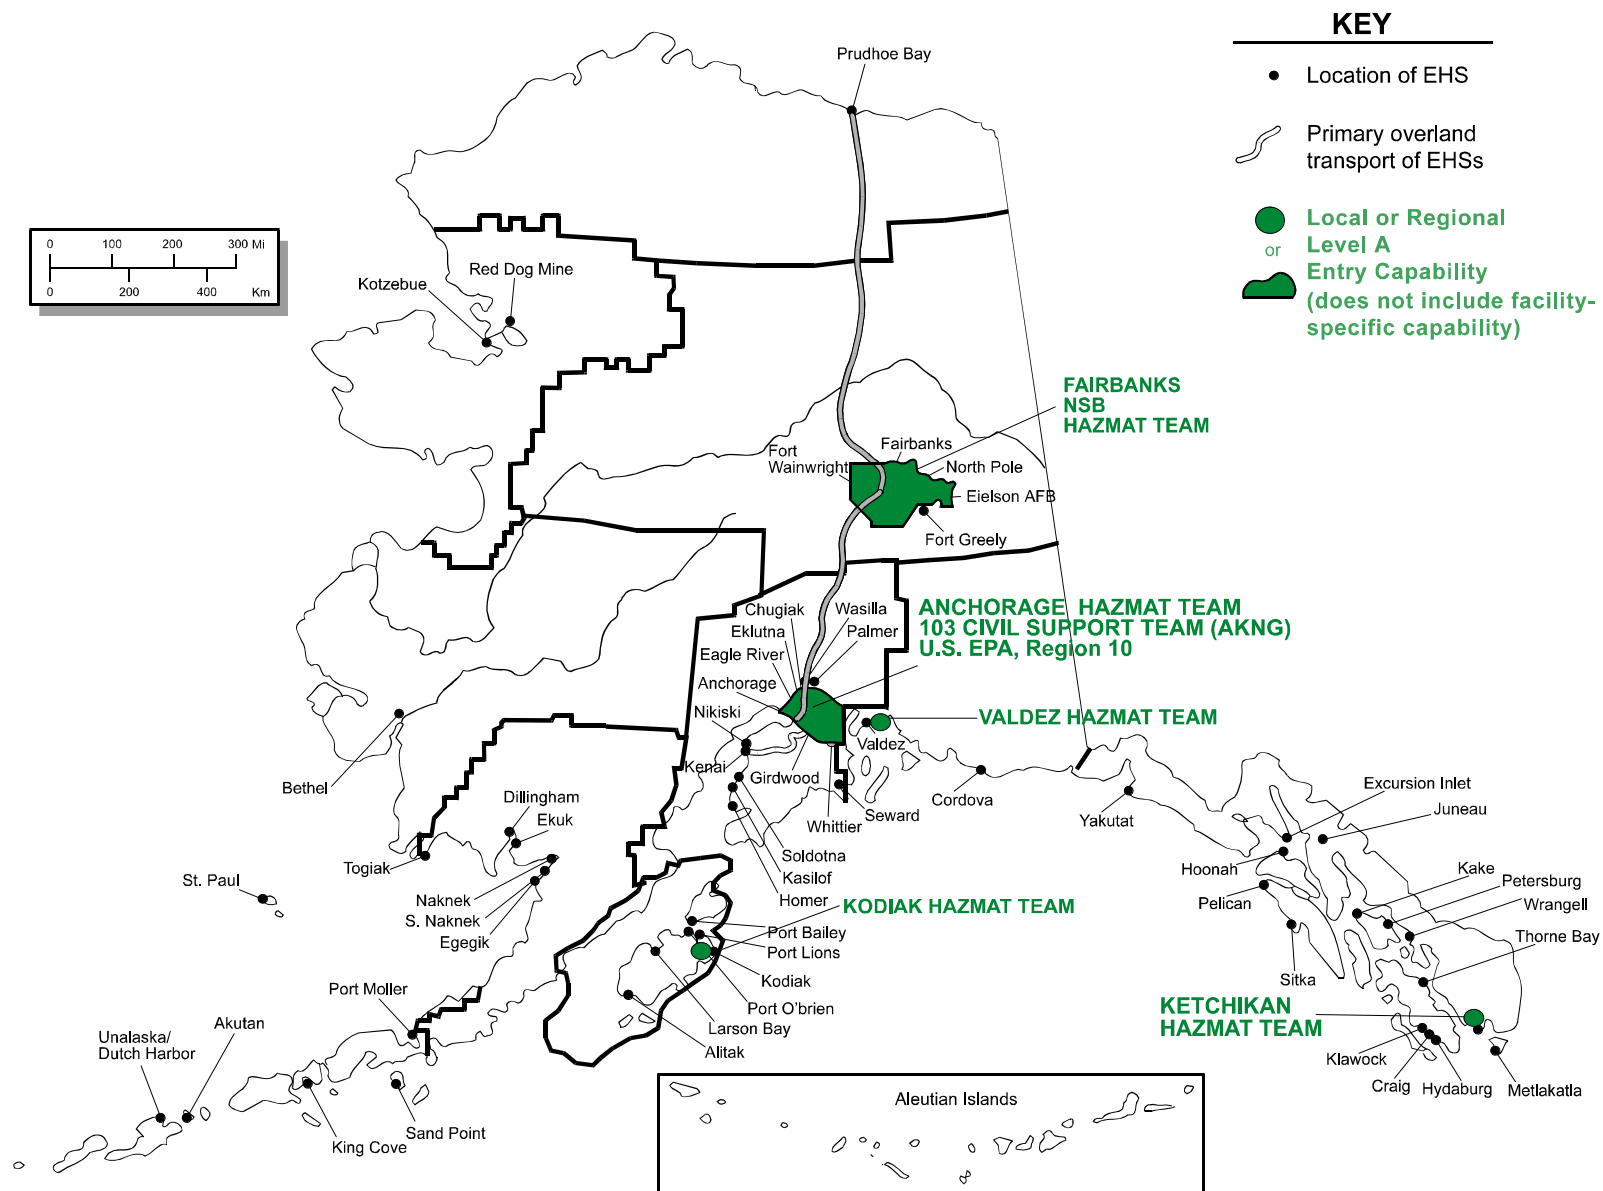 KEY
Location of EHS
Primary overland
transport of EHSs
or
Local or Regional
Level A
Entry Capability
(does not include facility-
specific capability)
0 100 200 300 Mi
0 200 400 Km
Prudhoe Bay
Red Dog Mine
Kotzebue
FAIRBANKS
NSB
HAZMAT TEAM
Fairbanks
Fort
Wainwright
North Pole
Eielson AFB
Fort Greely
ANCHORAGE HAZMAT TEAM
103 CIVIL SUPPORT TEAM (AKNG)
U.S. EPA, Region 10
Chugiak
Wasilla
Eklutna
Palmer
Eagle River
Anchorage
Nikiski
Kenai
Girdwood
Whittier
Seward
VALDEZ HAZMAT TEAM
Valdez
Cordova
Soldotna
Kasilof
Homer
Bethel
Dillingham
Ekuk
Togiak
Naknek
S. Naknek
Egegik
St. Paul
KODIAK HAZMAT TEAM
Port Bailey
Port Lions
Kodiak
Port O'brien
Larson Bay
Alitak
Port Moller
Akutan
Unalaska/
Dutch Harbor
King Cove
Sand Point
Aleutian Islands
Yakutat
Excursion Inlet
Juneau
Hoonah
Pelican
Sitka
Kake
Petersburg
Wrangell
Thorne Bay
KETCHIKAN
HAZMAT TEAM
Klawock
Craig
Hydaburg
Metlakatla